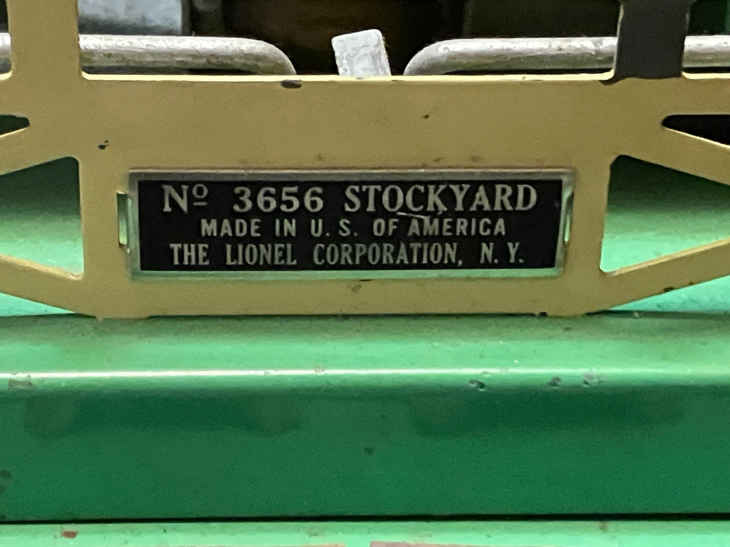 Nº 3656 STOCKYARD
MADE IN U. S. OF AMERICA
THE LIONEL CORPORATION, N. Y.